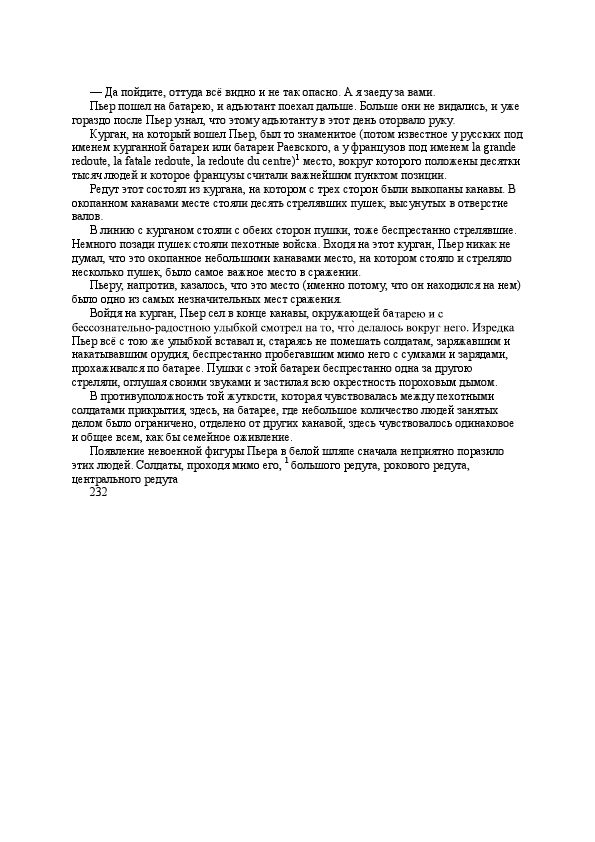 — Да пойдите, оттуда всё видно и не так опасно. А я заеду за вами.
Пьер пошел на батарею, и адъютант поехал дальше. Больше они не видались, и уже
гораздо после Пьер узнал, что этому адъютанту в этот день оторвало руку.
Курган, на который вошел Пьер, был то знаменитое (потом известное у русских под
именем курганной батареи или батареи Раевского, а у французов под именем la grande
redoute, la fatale redoute, la redoute du centre)¹ место, вокруг которого положены десятки
тысяч людей и которое французы считали важнейшим пунктом позиции.
Редут этот состоял из кургана, на котором с трех сторон были выкопаны канавы. В
окопанном канавами месте стояли десять стрелявших пушек, высунутых в отверстие
валов.
В линию с курганом стояли с обеих сторон пушки, тоже беспрестанно стрелявшие.
Немного позади пушек стояли пехотные войска. Входя на этот курган, Пьер никак не
думал, что это окопанное небольшими канавами место, на котором стояло и стреляло
несколько пушек, было самое важное место в сражении.
Пьеру, напротив, казалось, что это место (именно потому, что он находился на нем)
было одно из самых незначительных мест сражения.
Войдя на курган, Пьер сел в конце канавы, окружающей батарею и с
бессознательно-радостною улыбкой смотрел на то, что̀ делалось вокруг него. Изредка
Пьер всё с тою же улыбкой вставал и, стараясь не помешать солдатам, заряжавшим и
накатывавшим орудия, беспрестанно пробегавшим мимо него с сумками и зарядами,
прохаживался по батарее. Пушки с этой батареи беспрестанно одна за другою
стреляли, оглушая своими звуками и застилая всю окрестность пороховым дымом.
В противуположность той жуткости, которая чувствовалась между пехотными
солдатами прикрытия, здесь, на батарее, где небольшое количество людей занятых
делом было ограничено, отделено от других канавой, здесь чувствовалось одинаковое
и общее всем, как бы семейное оживление.
Появление невоенной фигуры Пьера в белой шляпе сначала неприятно поразило
этих людей. Солдаты, проходя мимо его, ¹ большого редута, рокового редута,
центрального редута
232